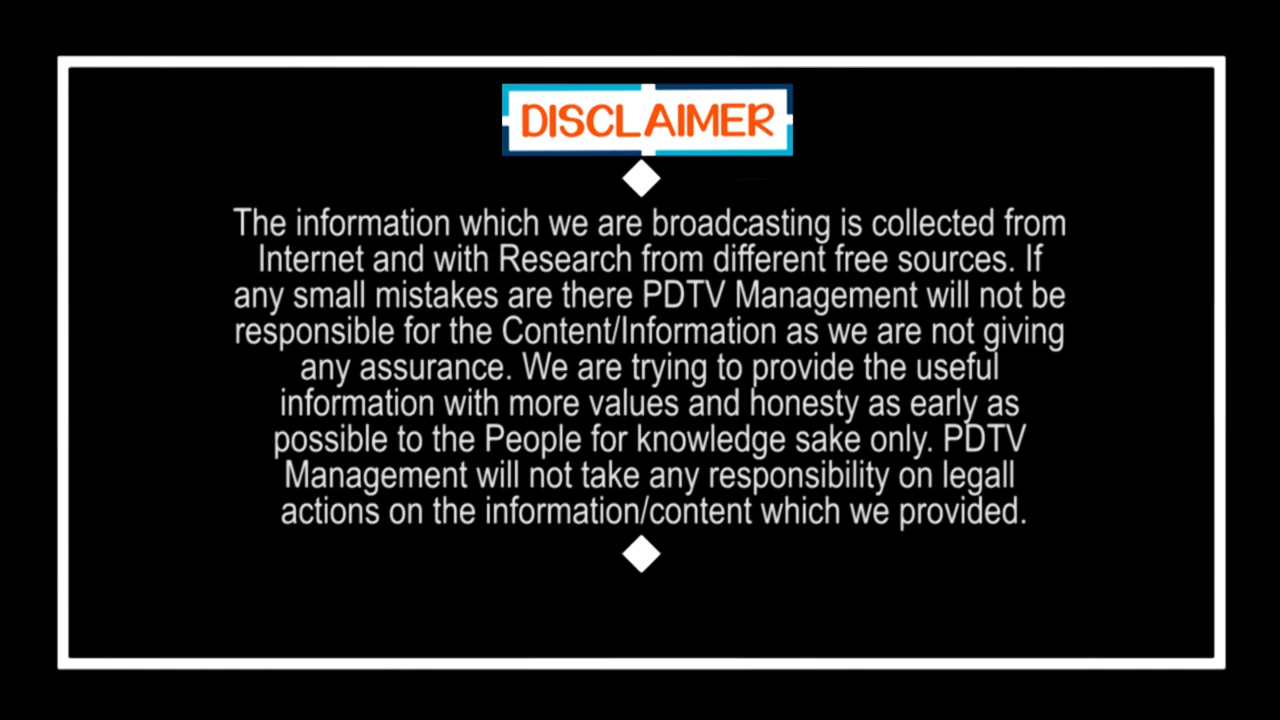 DISCLAIMER
The information which we are broadcasting is collected from
Internet and with Research from different free sources. If
any small mistakes are there PDTV Management will not be
responsible for the Content/Information as we are not giving
any assurance. We are trying to provide the useful
information with more values and honesty as early as
possible to the People for knowledge sake only. PDTV
Management will not take any responsibility on legall
actions on the information/content which we provided.